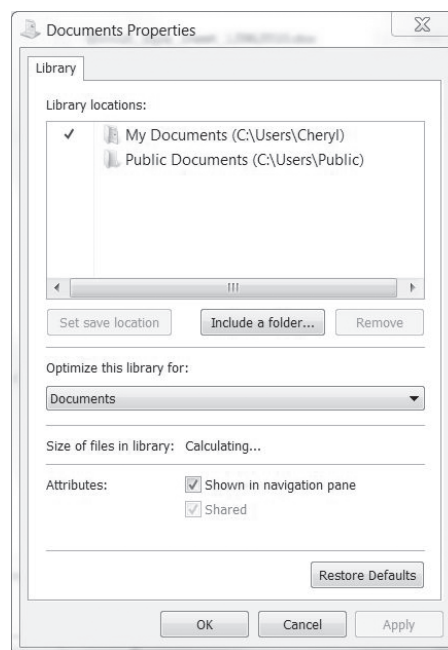 Documents Properties
Library
Library locations:
My Documents (C:\Users\Cheryl)
Public Documents (C:\Users\Public)
Set save location
Include a folder...
Remove
Optimize this library for:
Documents
Size of files in library: Calculating...
Attributes:
Shown in navigation pane
Shared
Restore Defaults
OK
Cancel
Apply